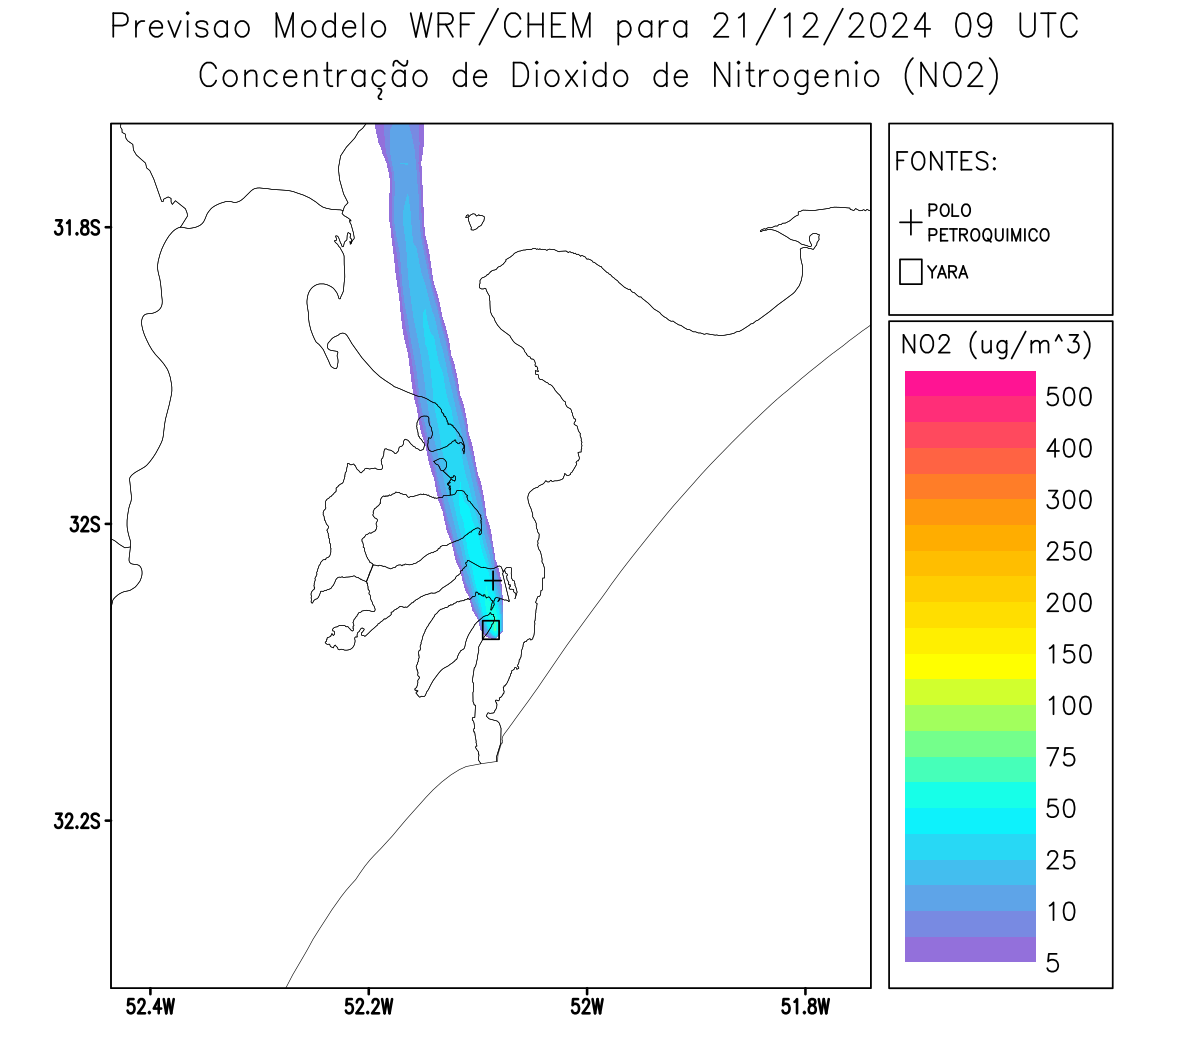 Previsao Modelo WRF/CHEM para 21/12/2024 09 UTC
Concentração de Dioxido de Nitrogenio (NO2)
FONTES:
POLO
PETROQUIMICO
YARA
NO2 (ug/m^3)
500
400
300
250
200
150
100
75
50
25
10
5
31.8S
32S
32.2S
52.4W
52.2W
52W
51.8W